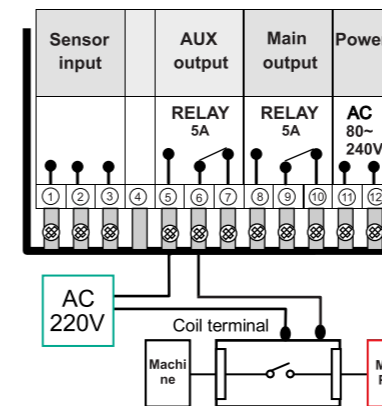 Sensor input
AUX output
Main output
Power
RELAY 5A
RELAY 5A
AC 80~ 240V
1 2 3 4 5 6 7 8 9 10 11 12
AC 220V
Coil terminal
Machi ne